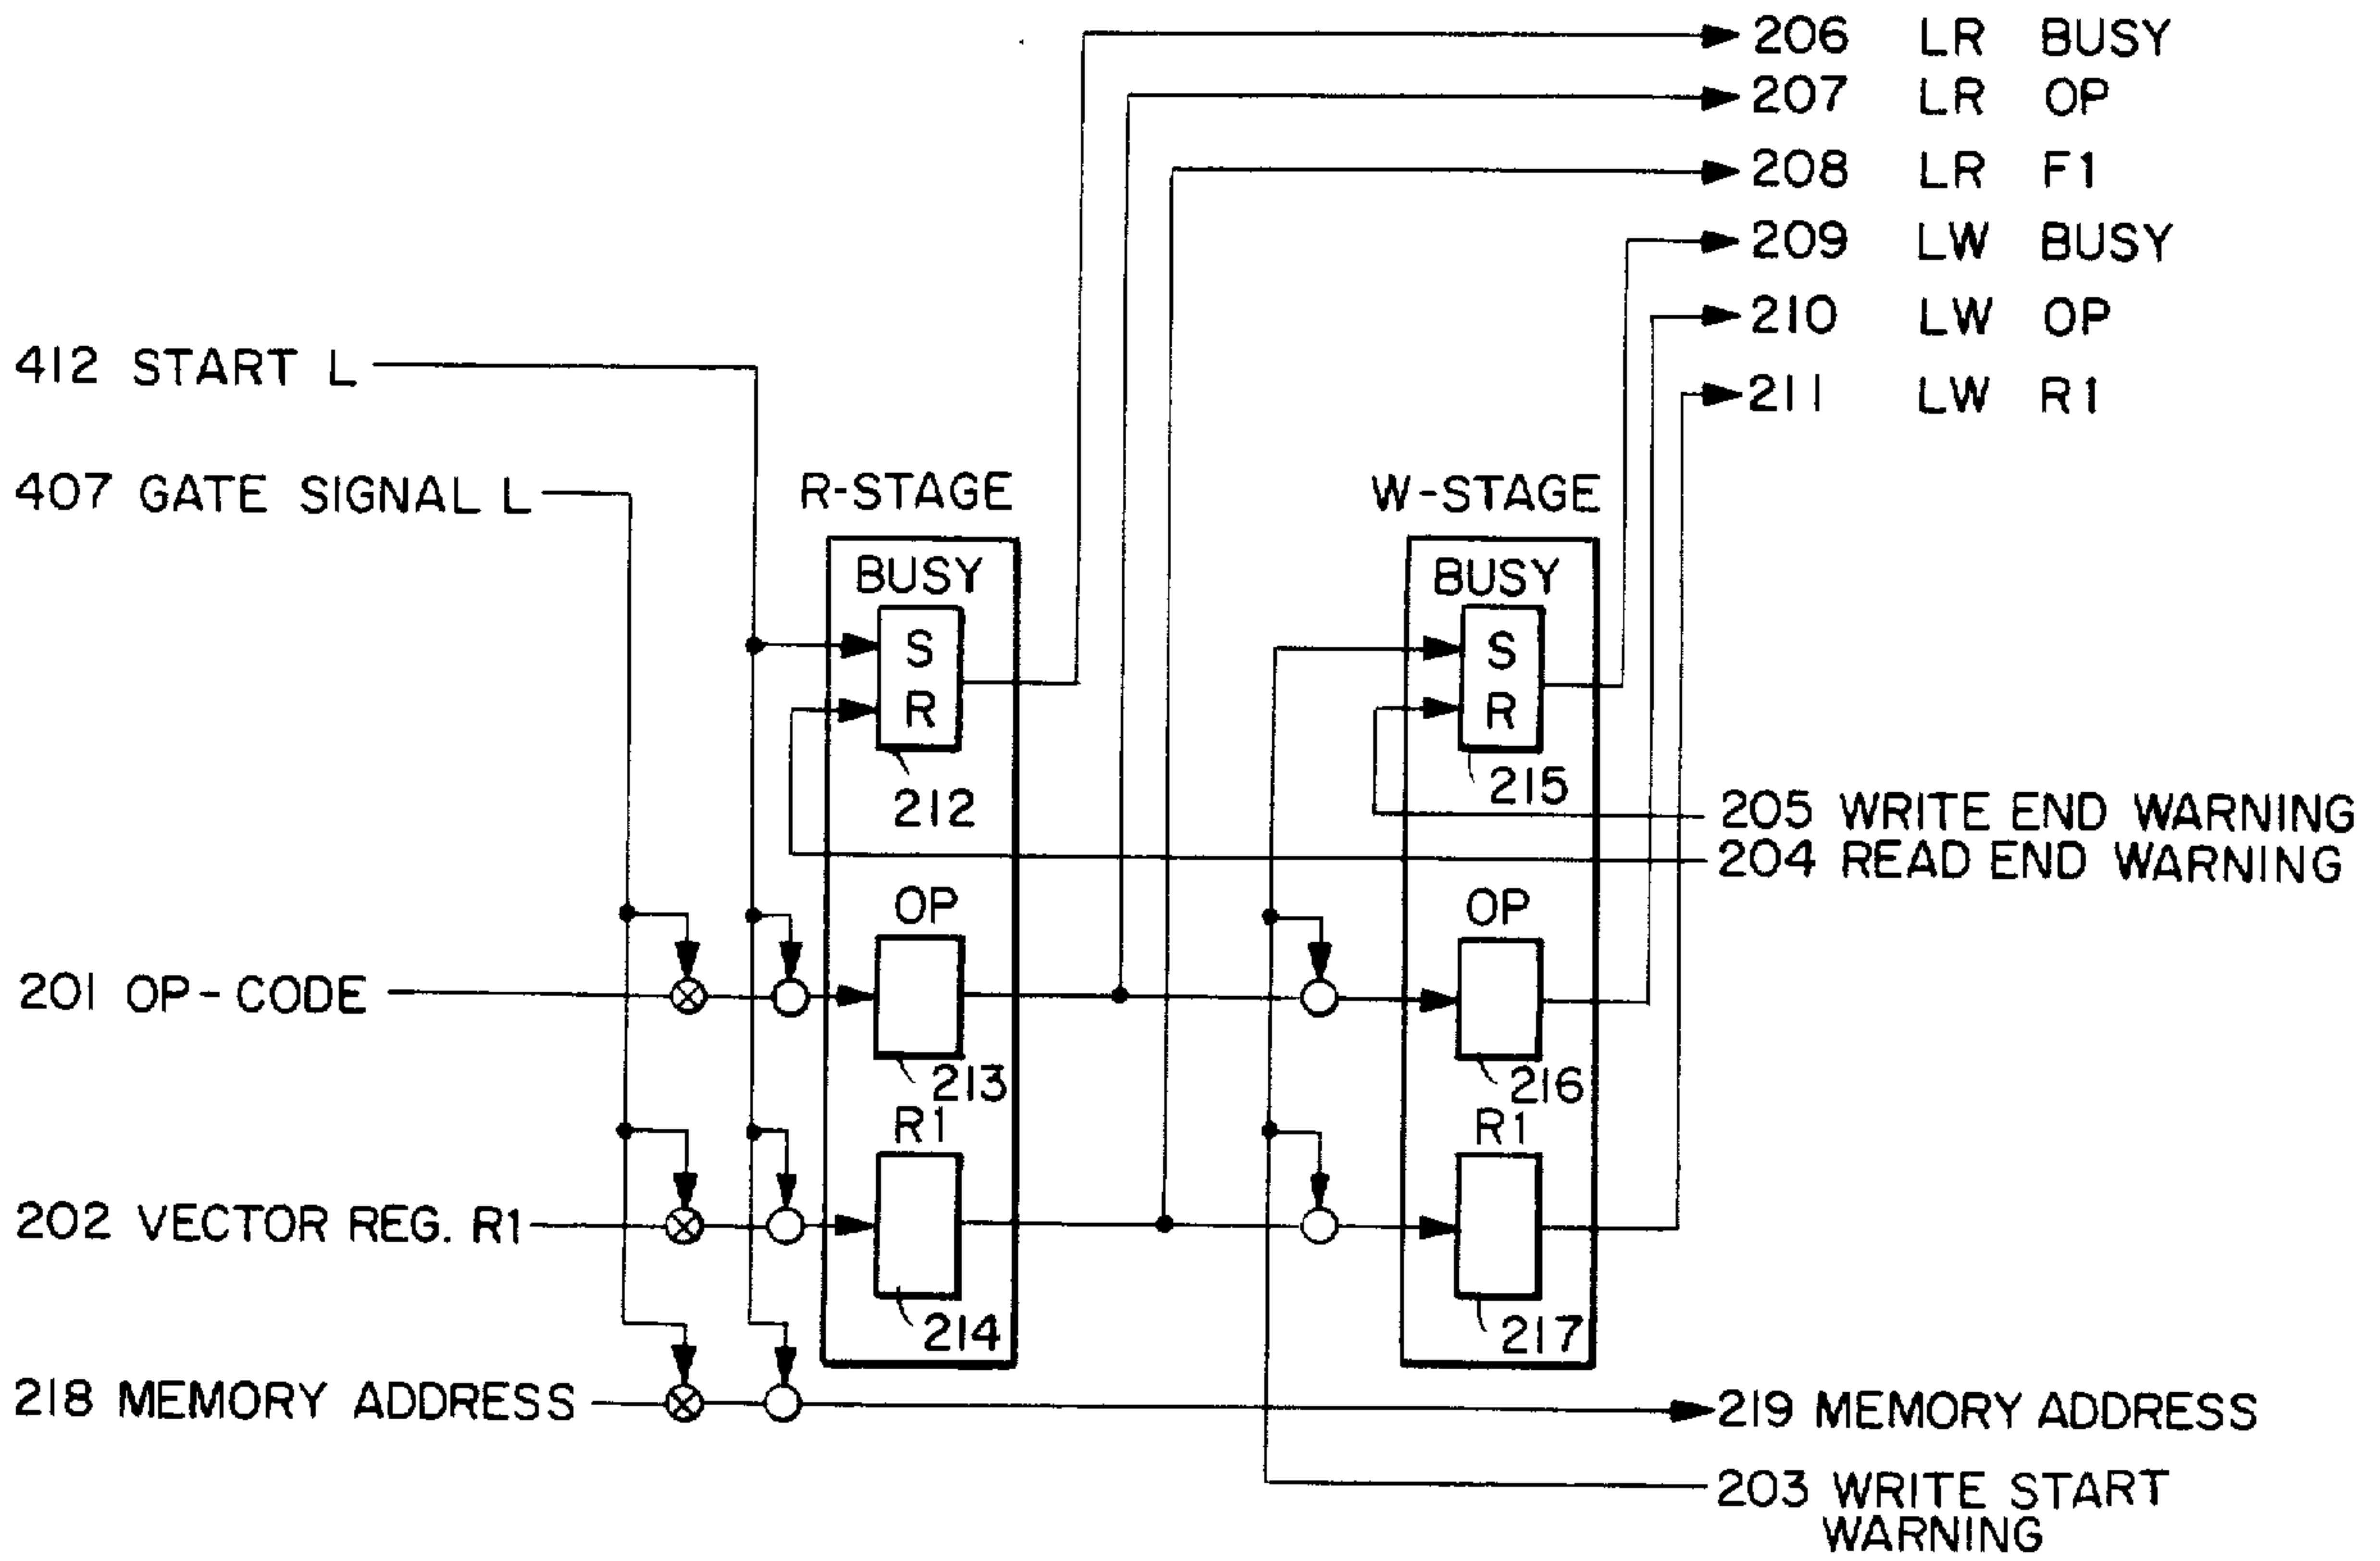 206 LR BUSY
207 LR OP
208 LR F1
209 LW BUSY
210 LW OP
211 LW R1
412 START L
407 GATE SIGNAL L
R-STAGE
W-STAGE
BUSY
BUSY
S
S
R
R
212
215
205 WRITE END WARNING
204 READ END WARNING
OP
OP
201 OP-CODE
213
216
R1
R1
202 VECTOR REG. R1
214
217
218 MEMORY ADDRESS
219 MEMORY ADDRESS
203 WRITE START
WARNING